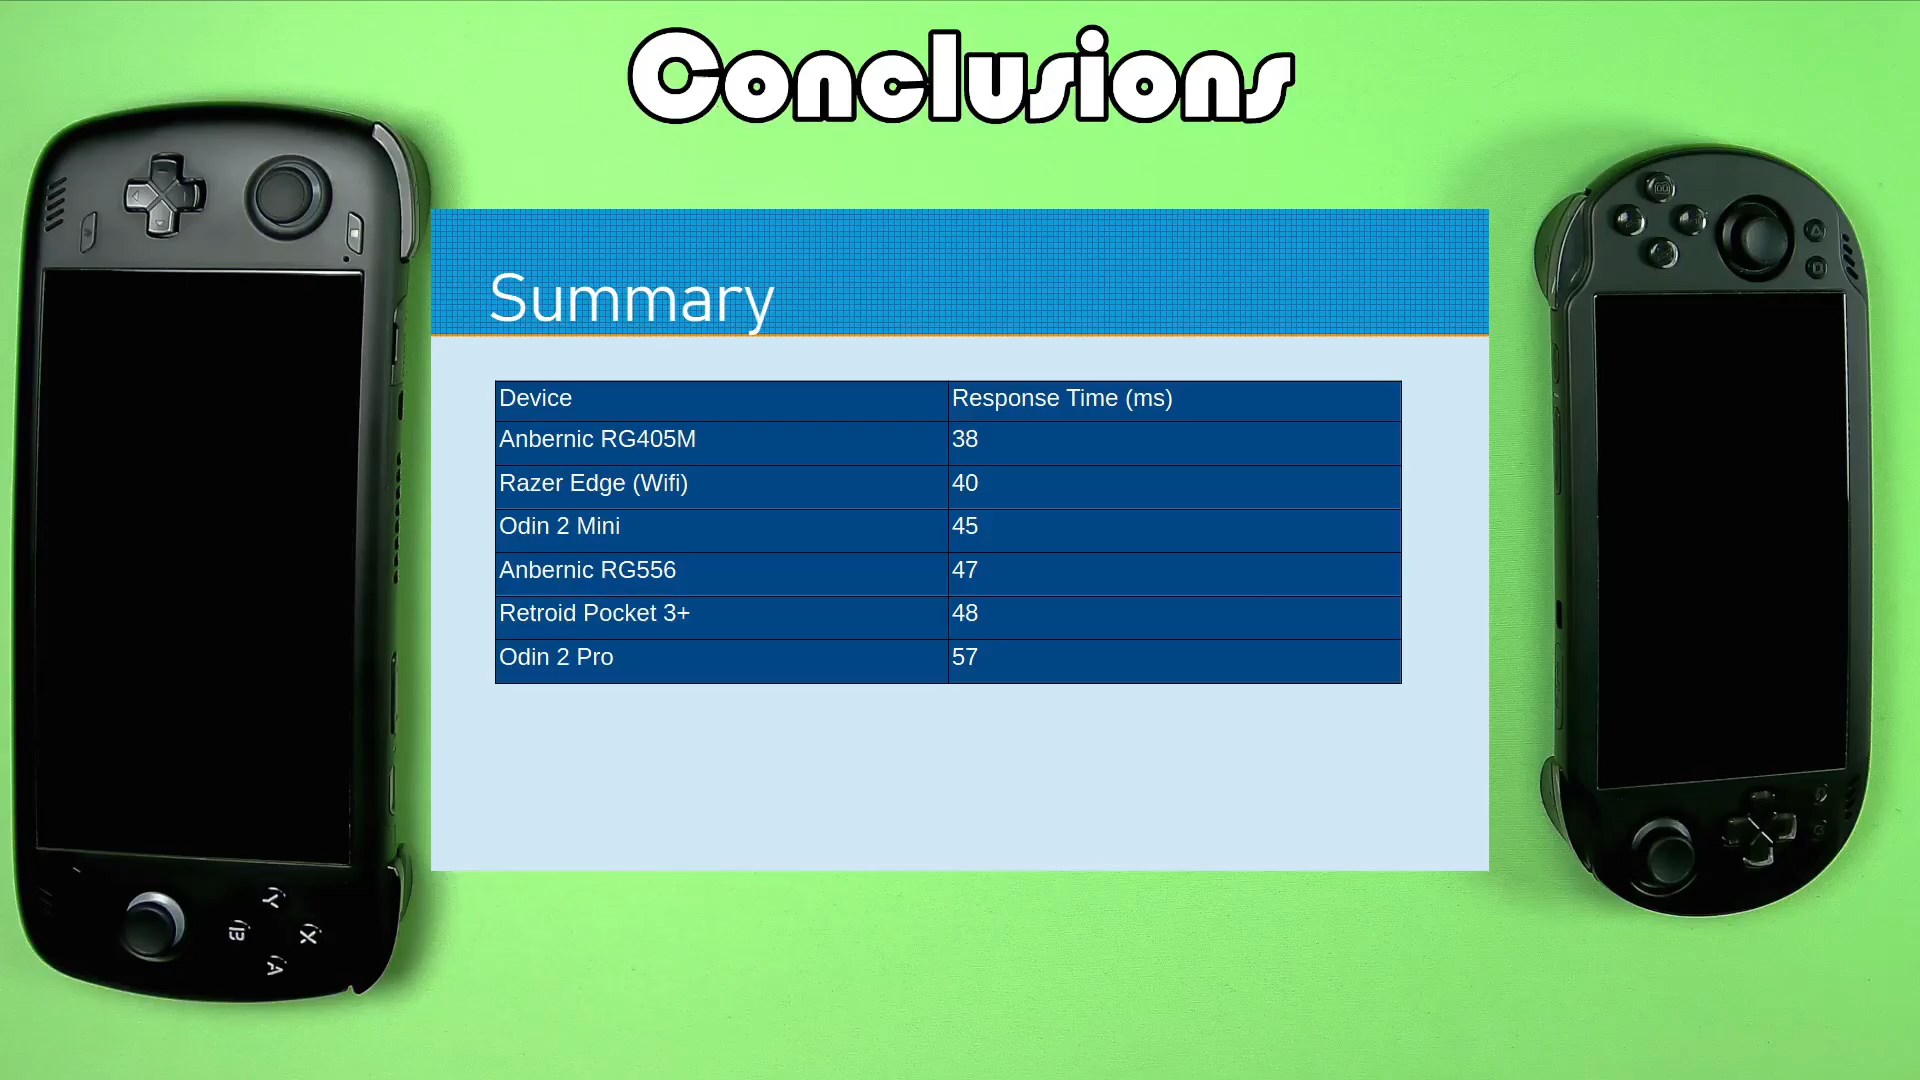 Conclusions
Summary
Device Response Time (ms)
Anbernic RG405M 38
Razer Edge (Wifi) 40
Odin 2 Mini 45
Anbernic RG556 47
Retroid Pocket 3+ 48
Odin 2 Pro 57
Y
B X
A